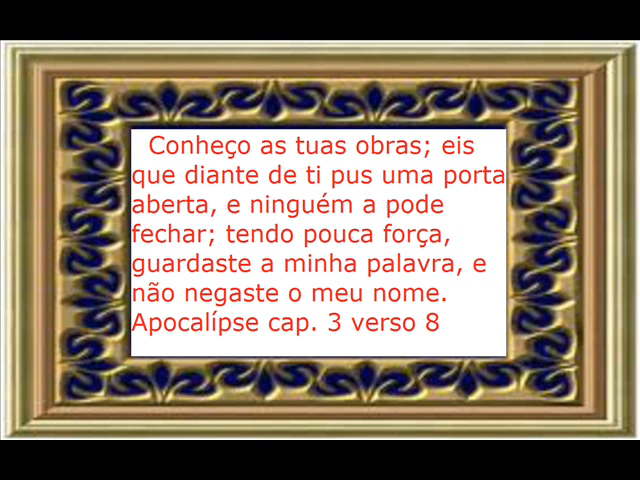 Conheço as tuas obras; eis
que diante de ti pus uma porta
aberta, e ninguém a pode
fechar; tendo pouca força,
guardaste a minha palavra, e
não negaste o meu nome.
Apocalípse cap. 3 verso 8